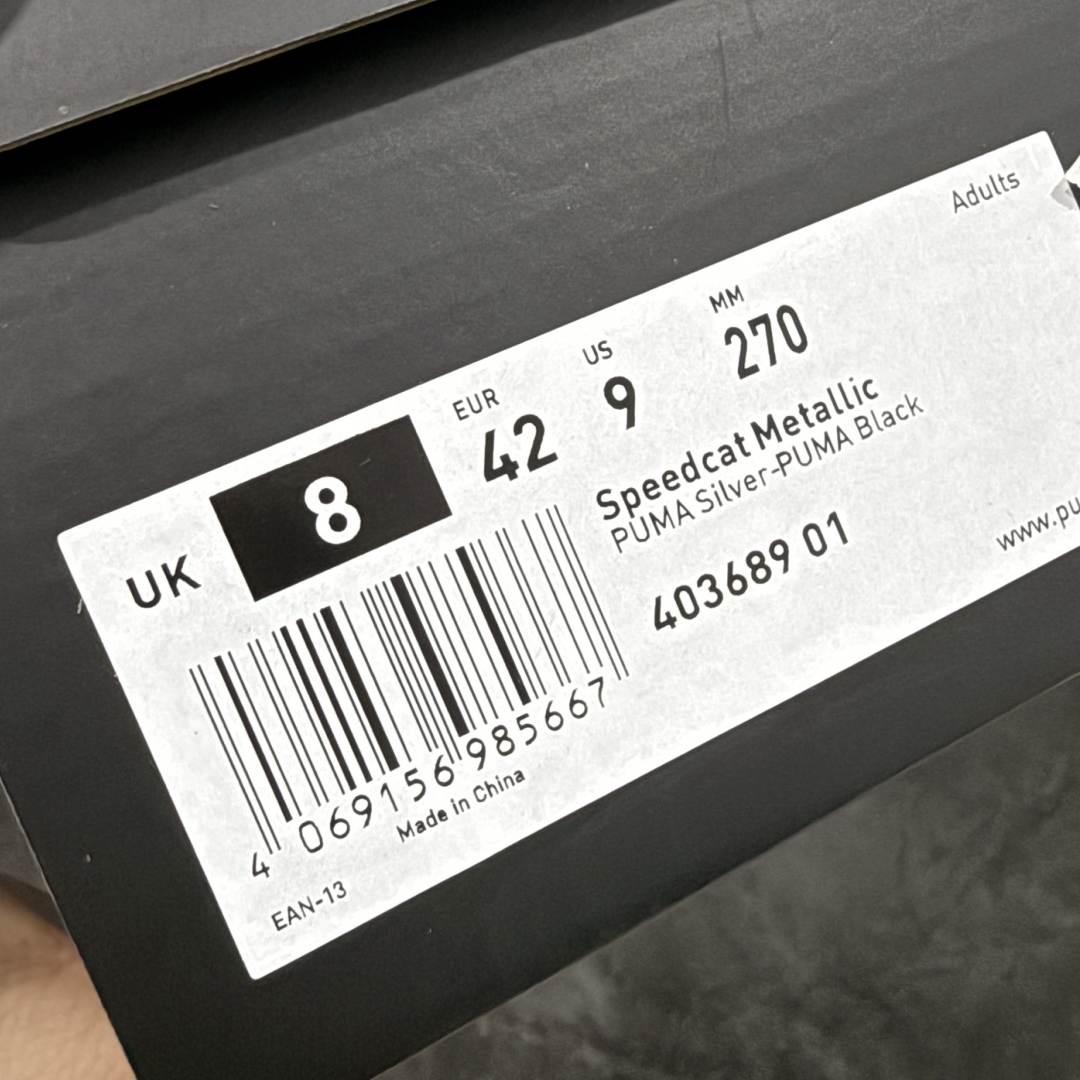 Adults
UK 8
EUR 42
US 9
MM 270
Speedcat Metallic
PUMA Silver-PUMA Black
403689 01
www.pu
4 069156 985667
Made in China
EAN-13